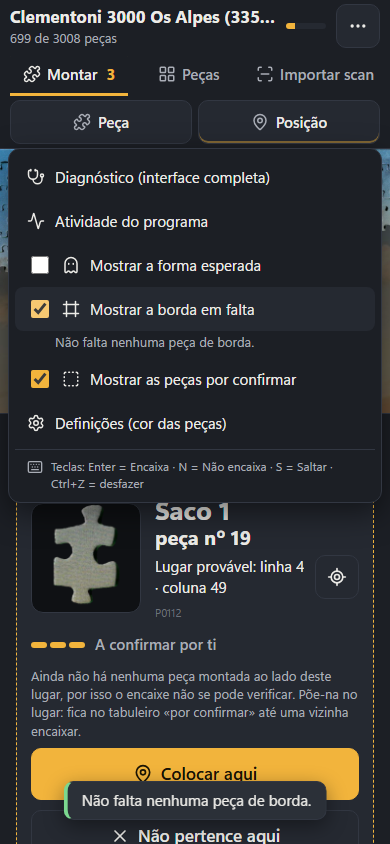 Clementoni 3000 Os Alpes (335...
699 de 3008 peças
Montar 3
Peças
Importar scan
Peça
Posição
Diagnóstico (interface completa)
Atividade do programa
Mostrar a forma esperada
Mostrar a borda em falta
Não falta nenhuma peça de borda.
Mostrar as peças por confirmar
Definições (cor das peças)
Teclas: Enter = Encaixa · N = Não encaixa · S = Saltar ·
Ctrl+Z = desfazer
Saco 1
peça nº 19
Lugar provável: linha 4
· coluna 49
P0112
A confirmar por ti
Ainda não há nenhuma peça montada ao lado deste
lugar, por isso o encaixe não se pode verificar. Põe-na no
lugar: fica no tabuleiro «por confirmar» até uma vizinha
encaixar.
Colocar aqui
Não falta nenhuma peça de borda.
Não pertence aqui